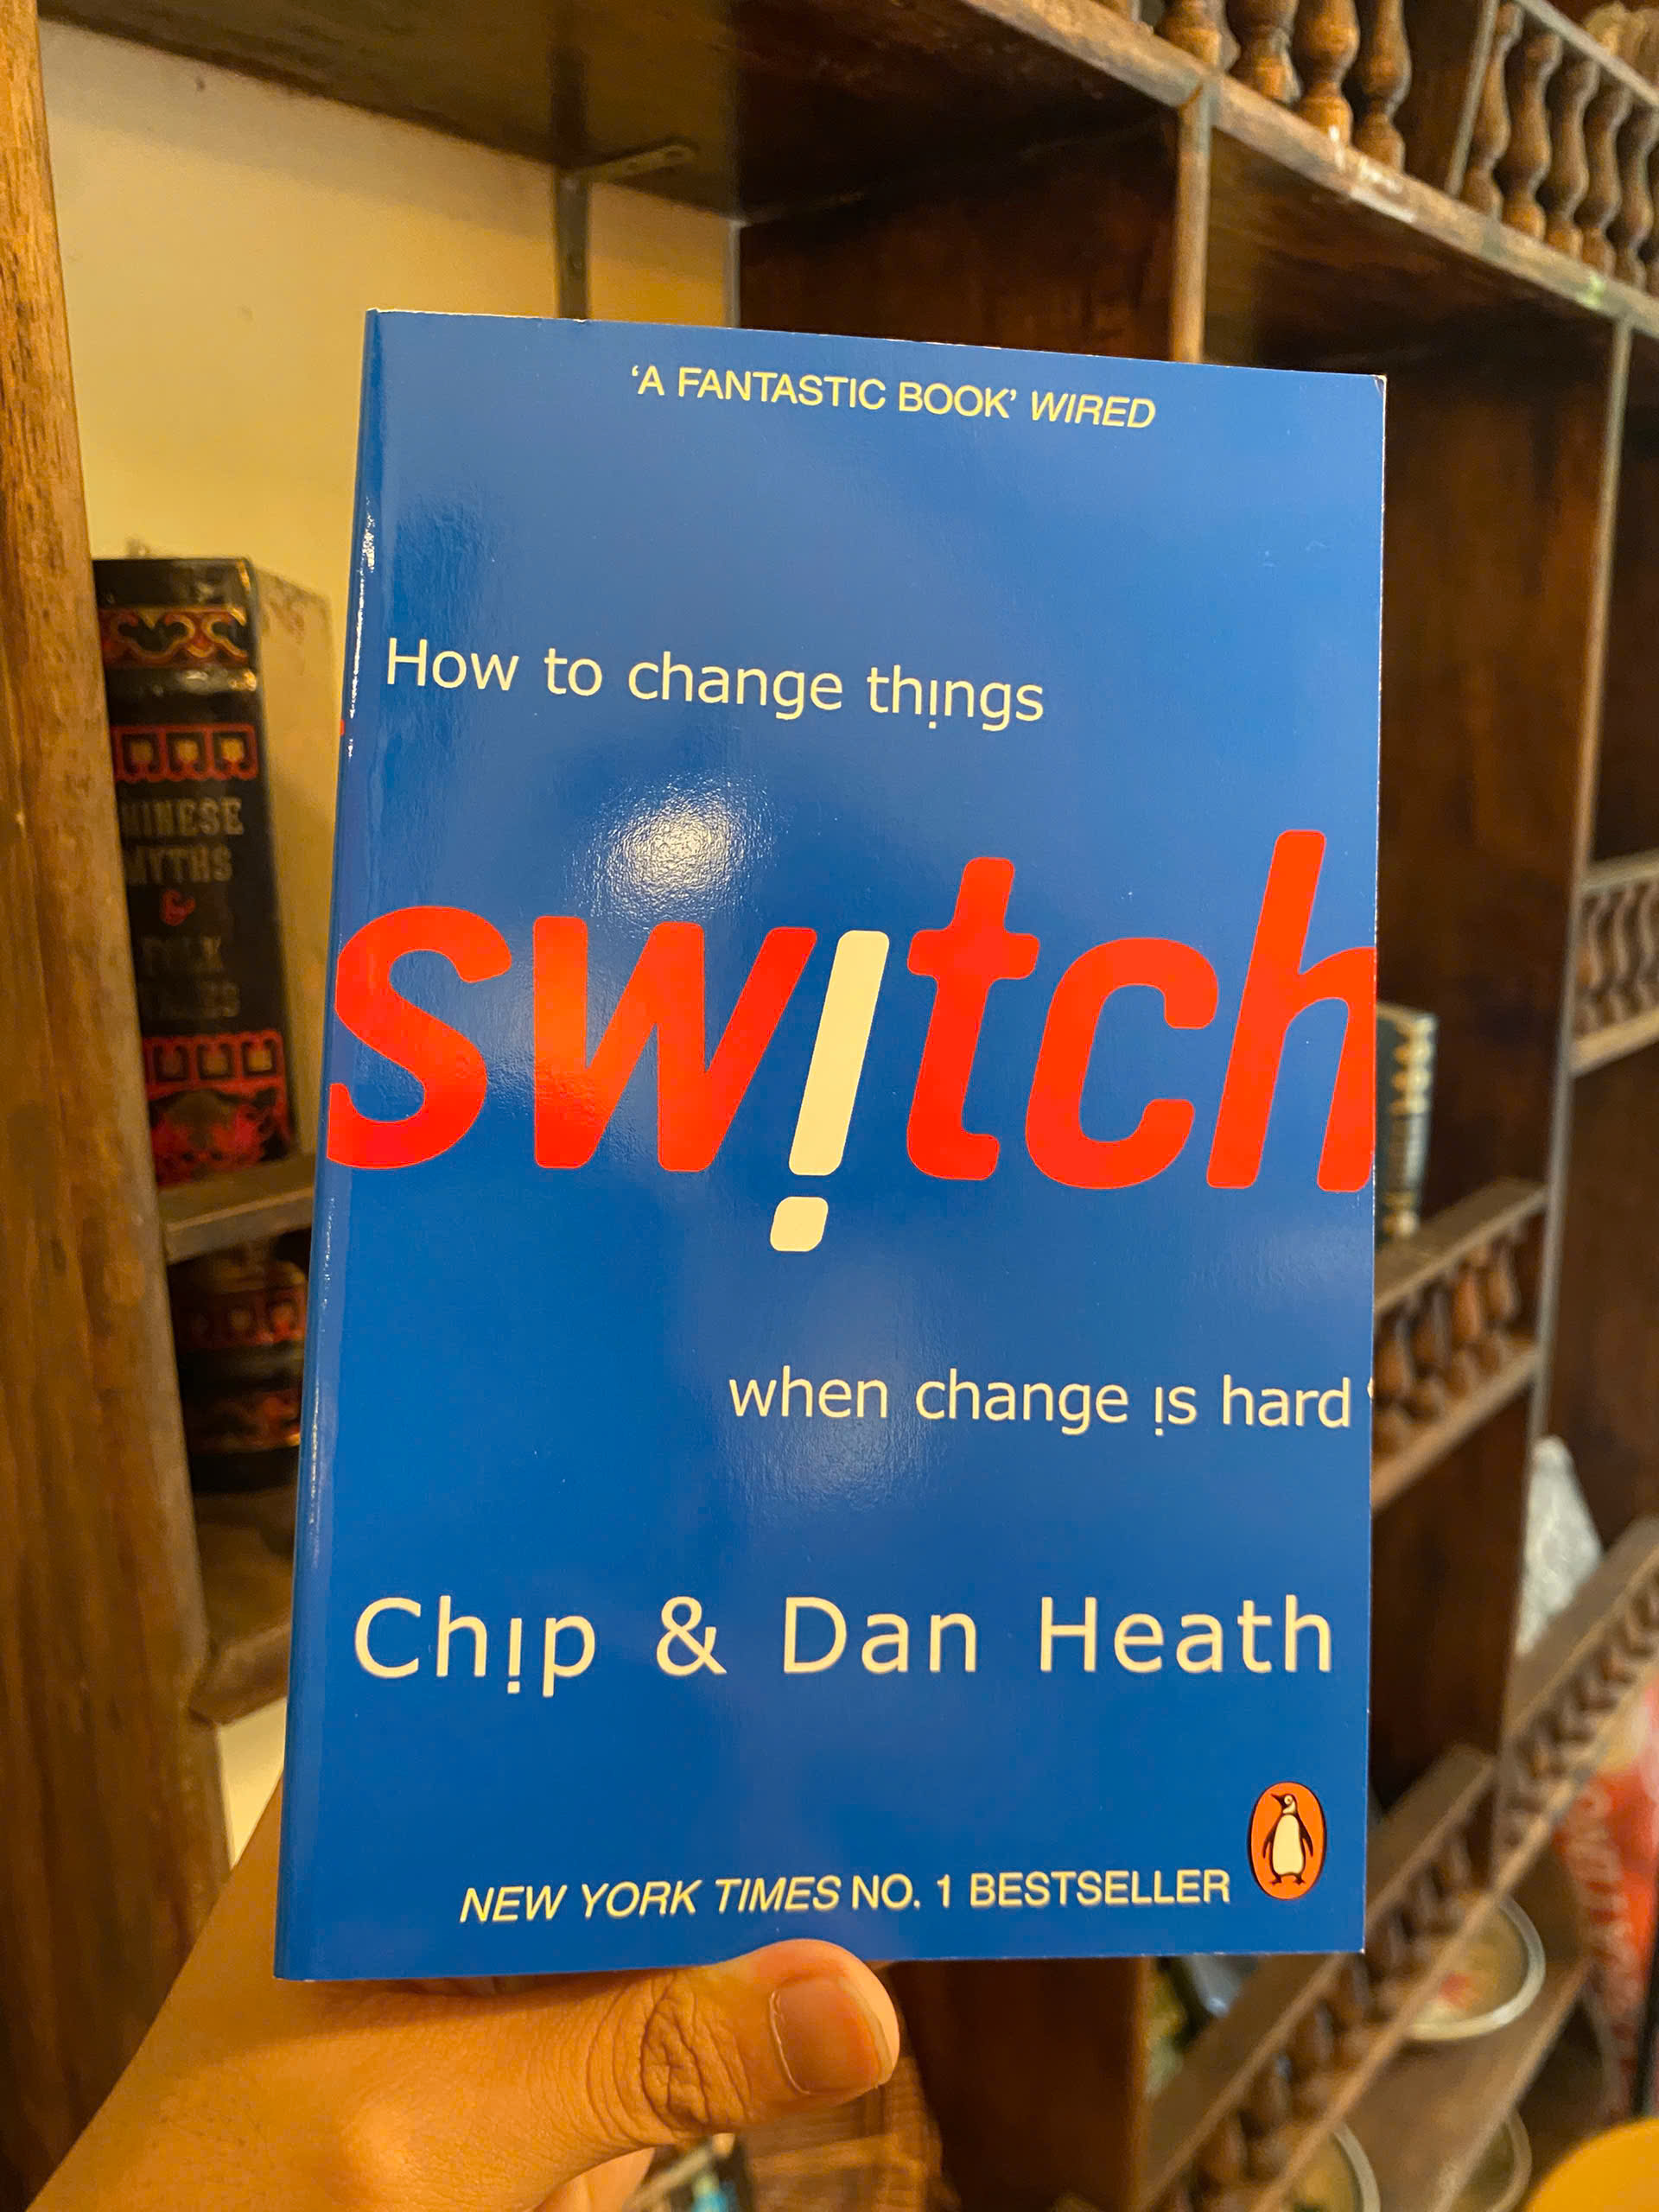 'A FANTASTIC BOOK' WIRED
How to change things
switch
when change is hard
Chip & Dan Heath
NEW YORK TIMES NO. 1 BESTSELLER
MYTHS
&